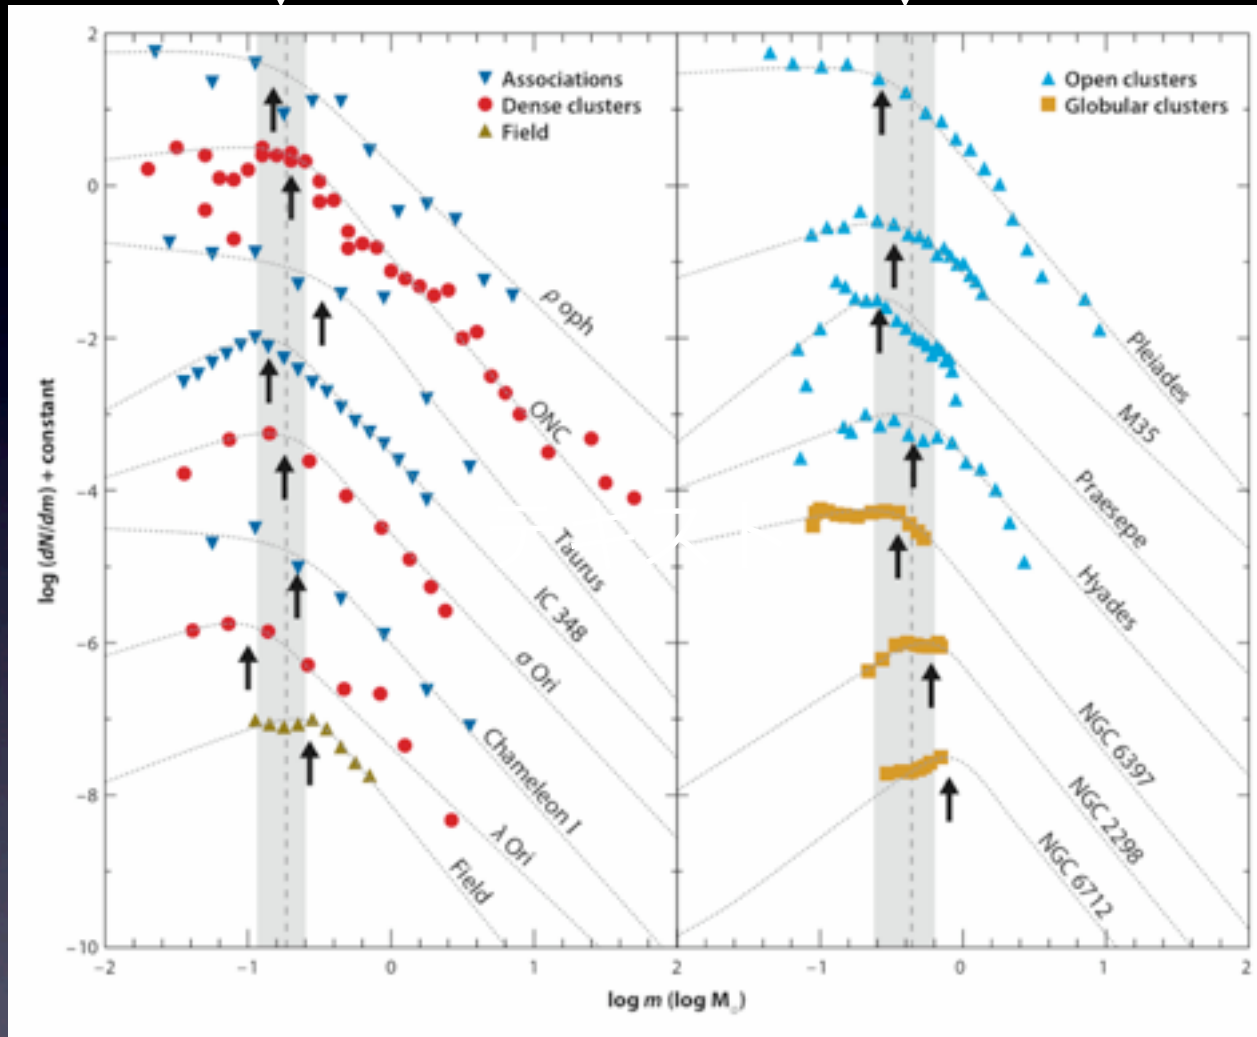 Associations
Dense clusters
Field
Open clusters
Globular clusters
2
0
−2
−4
−6
−8
−10
log (dN/dm) + constant
ρ oph
ONC
Taurus
IC 348
σ Ori
Chameleon I
λ Ori
Field
Pleiades
M35
Praesepe
Hyades
NGC 6397
NGC 2298
NGC 6712
−2 −1 0 1 2 −1 0 1 2
log m (log M☉)